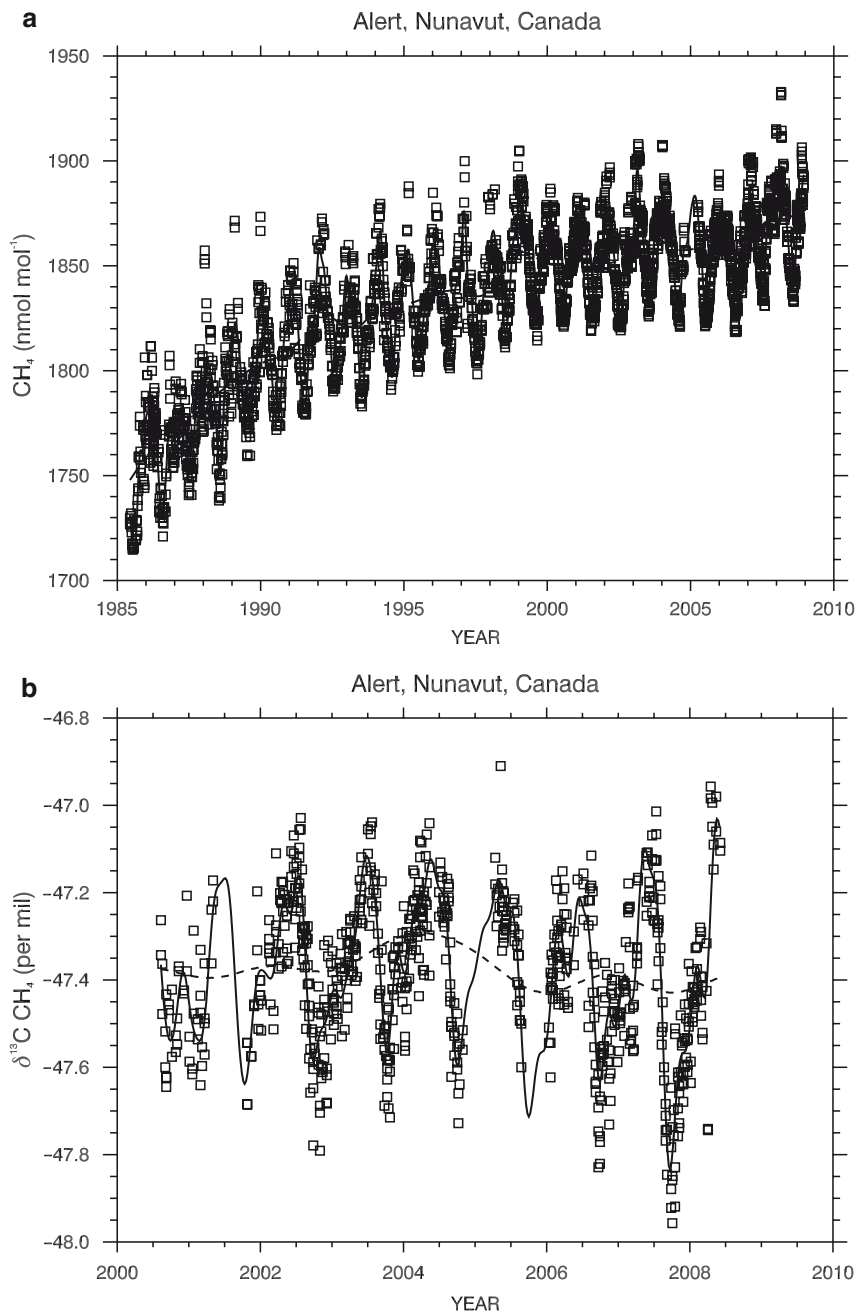 a
Alert, Nunavut, Canada
CH₄ (nmol mol⁻¹)
1950
1900
1850
1800
1750
1700
1985 1990 1995 2000 2005 2010
YEAR
b
Alert, Nunavut, Canada
δ¹³C CH₄ (per mil)
−46.8
−47.0
−47.2
−47.4
−47.6
−47.8
−48.0
2000 2002 2004 2006 2008 2010
YEAR